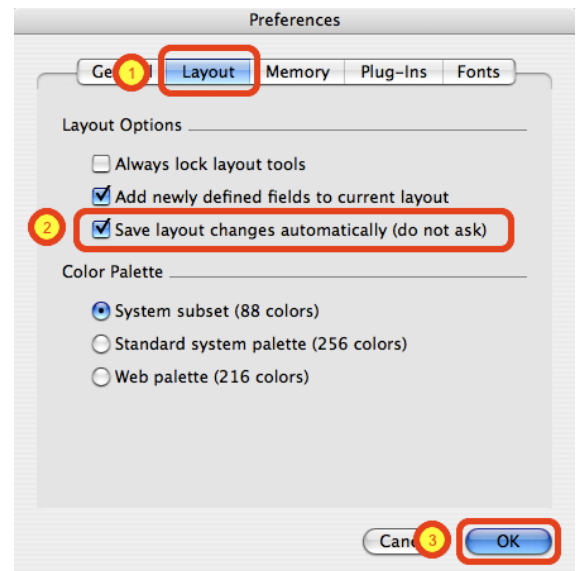 Preferences
1
Layout Memory Plug-Ins Fonts
Layout Options
Always lock layout tools
Add newly defined fields to current layout
2
Save layout changes automatically (do not ask)
Color Palette
System subset (88 colors)
Standard system palette (256 colors)
Web palette (216 colors)
3
OK